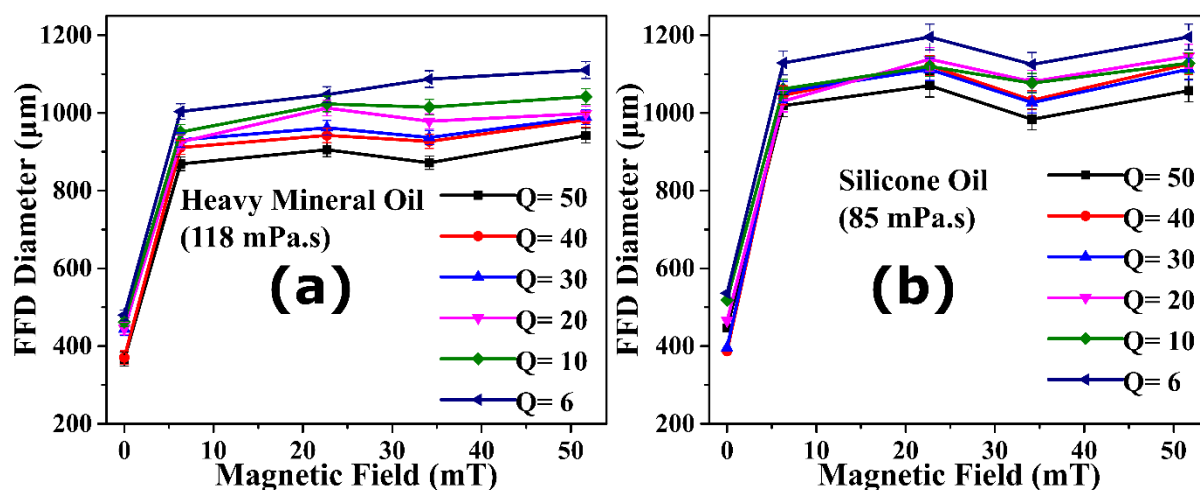 1200
1000
800
600
400
200
FFD Diameter (µm)
Heavy Mineral Oil
(118 mPa.s)
(a)
Q= 50
Q= 40
Q= 30
Q= 20
Q= 10
Q= 6
0 10 20 30 40 50
Magnetic Field (mT)
1200
1000
800
600
400
200
FFD Diameter (µm)
Silicone Oil
(85 mPa.s)
(b)
Q= 50
Q= 40
Q= 30
Q= 20
Q= 10
Q= 6
0 10 20 30 40 50
Magnetic Field (mT)